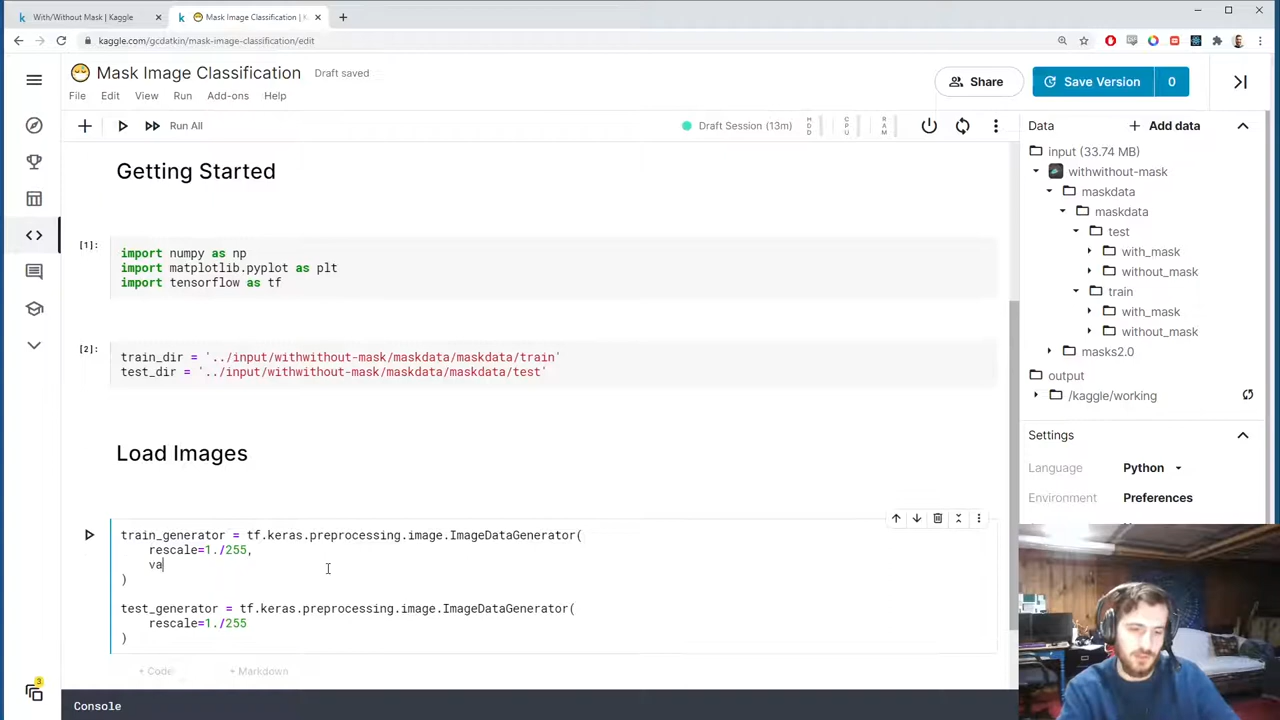 With/Without Mask | Kaggle
Mask Image Classification | K
kaggle.com/gcdatkin/mask-image-classification/edit
Mask Image Classification
Draft saved
Share
Save Version
0
File
Edit
View
Run
Add-ons
Help
Run All
Draft Session (13m)
HDD
CPU
RAM
Data
Add data
input (33.74 MB)
withwithout-mask
maskdata
maskdata
test
with_mask
without_mask
train
with_mask
without_mask
masks2.0
output
/kaggle/working
Settings
Language
Python
Environment
Preferences
Getting Started
[1]:
import numpy as np
import matplotlib.pyplot as plt
import tensorflow as tf
[2]:
train_dir = '../input/withwithout-mask/maskdata/maskdata/train'
test_dir = '../input/withwithout-mask/maskdata/maskdata/test'
Load Images
train_generator = tf.keras.preprocessing.image.ImageDataGenerator(
rescale=1./255,
va
)
test_generator = tf.keras.preprocessing.image.ImageDataGenerator(
rescale=1./255
)
+ Code
+ Markdown
3
Console